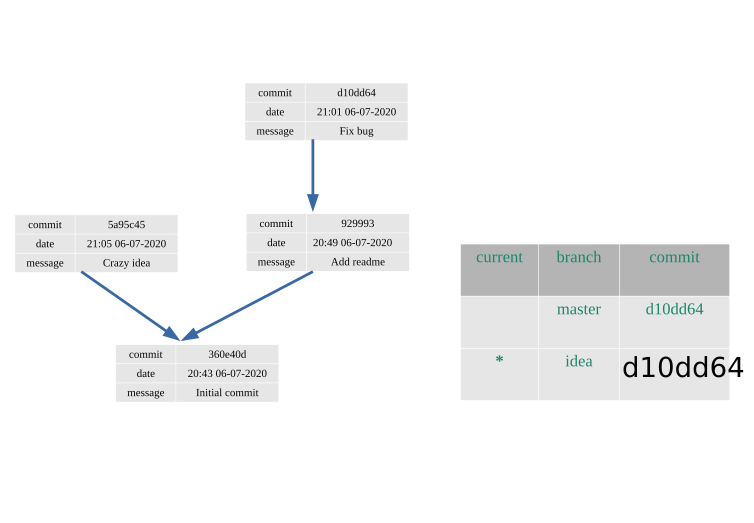 commit d10dd64
date 21:01 06-07-2020
message Fix bug
commit 5a95c45
date 21:05 06-07-2020
message Crazy idea
commit 929993
date 20:49 06-07-2020
message Add readme
commit 360e40d
date 20:43 06-07-2020
message Initial commit
current branch commit
master d10dd64
* idea d10dd64